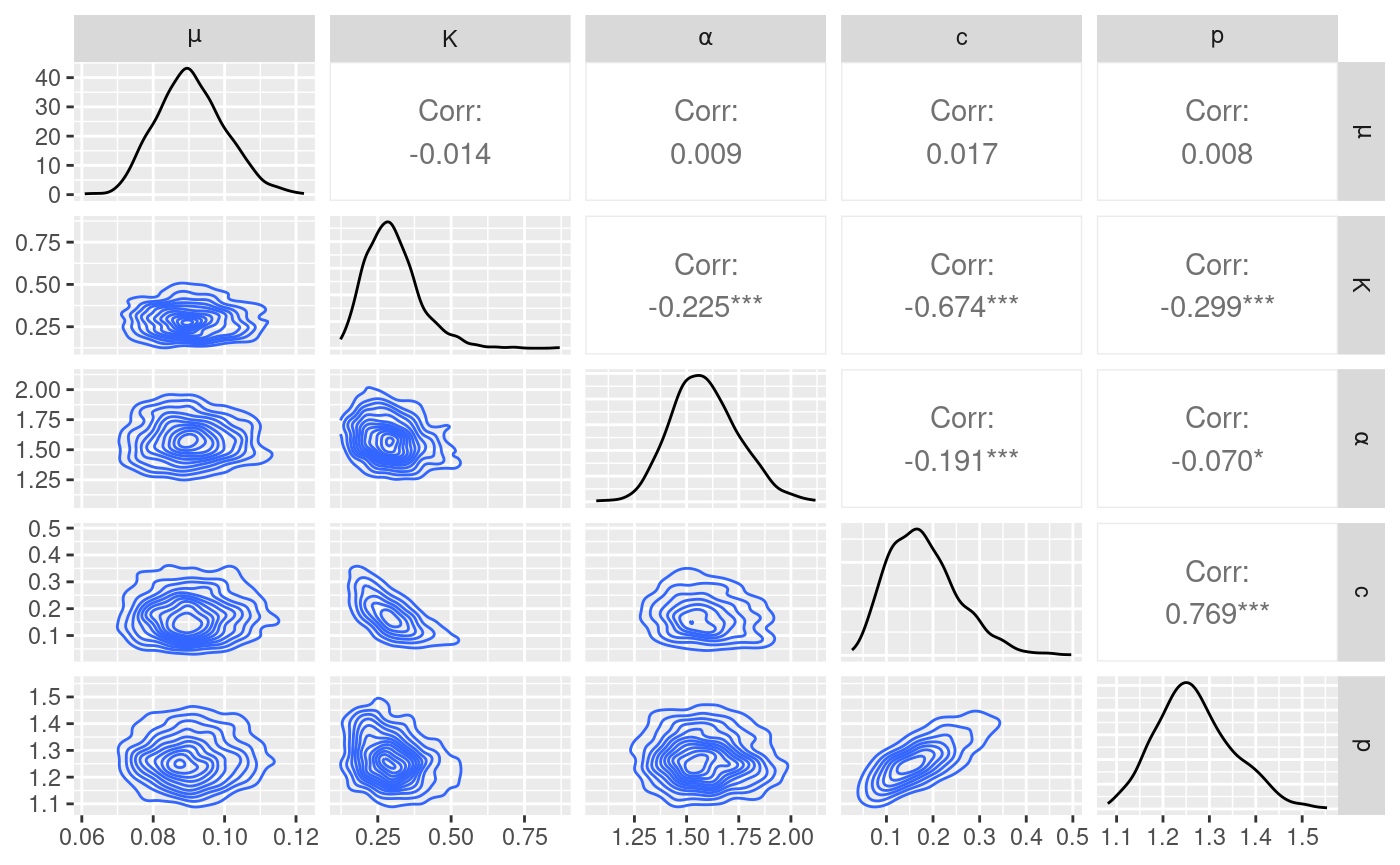 μ K α c p
40
30
20
10
0
Corr:
-0.014
Corr:
0.009
Corr:
0.017
Corr:
0.008
μ
0.75
0.50
0.25
Corr:
-0.225***
Corr:
-0.674***
Corr:
-0.299***
K
2.00
1.75
1.50
1.25
Corr:
-0.191***
Corr:
-0.070*
α
0.5
0.4
0.3
0.2
0.1
Corr:
0.769***
c
1.5
1.4
1.3
1.2
1.1
p
0.06 0.08 0.10 0.12 0.25 0.50 0.75 1.25 1.50 1.75 2.00 0.1 0.2 0.3 0.4 0.5 1.1 1.2 1.3 1.4 1.5